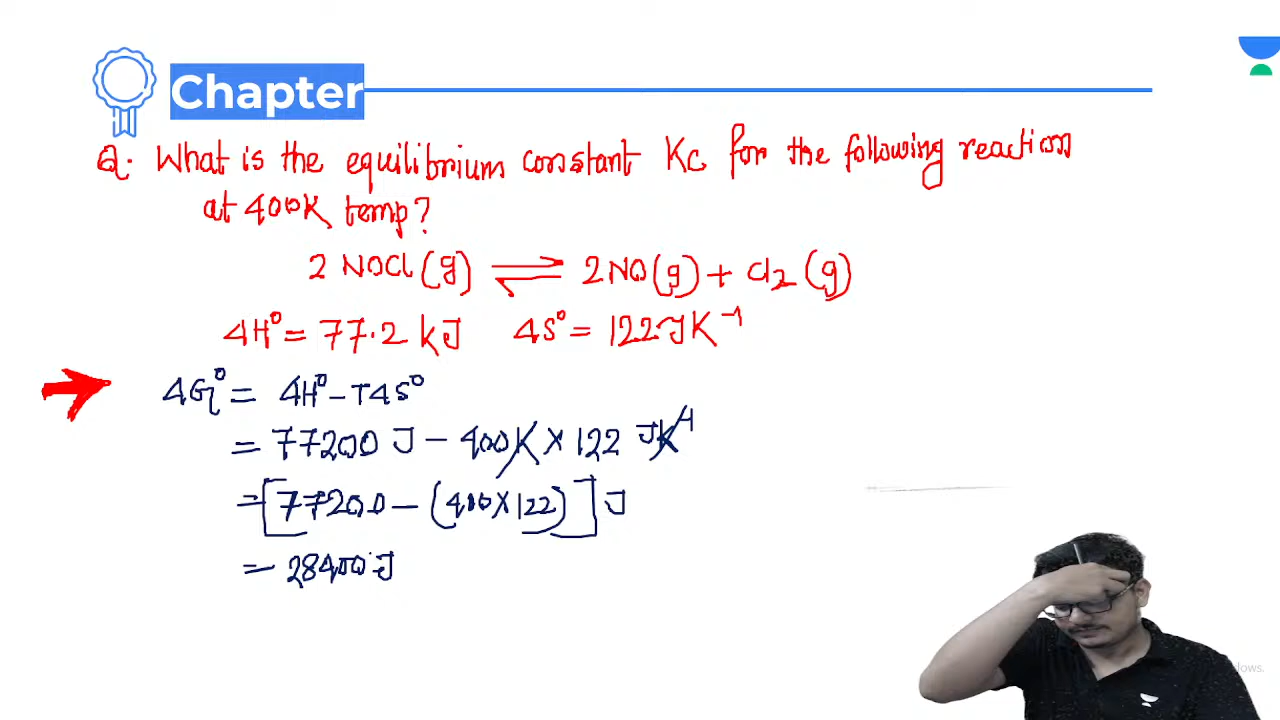 Chapter
Q. What is the equilibrium constant Kc for the following reaction
at 400K temp?
2 NOCl(g) ⇌ 2NO(g) + Cl2(g)
ΔH° = 77.2 kJ ΔS° = 122 JK⁻¹
ΔG° = ΔH° - TΔS°
= 77200 J - 400K × 122 JK⁻¹
= [77200 - (400×122)] J
= 28400 J